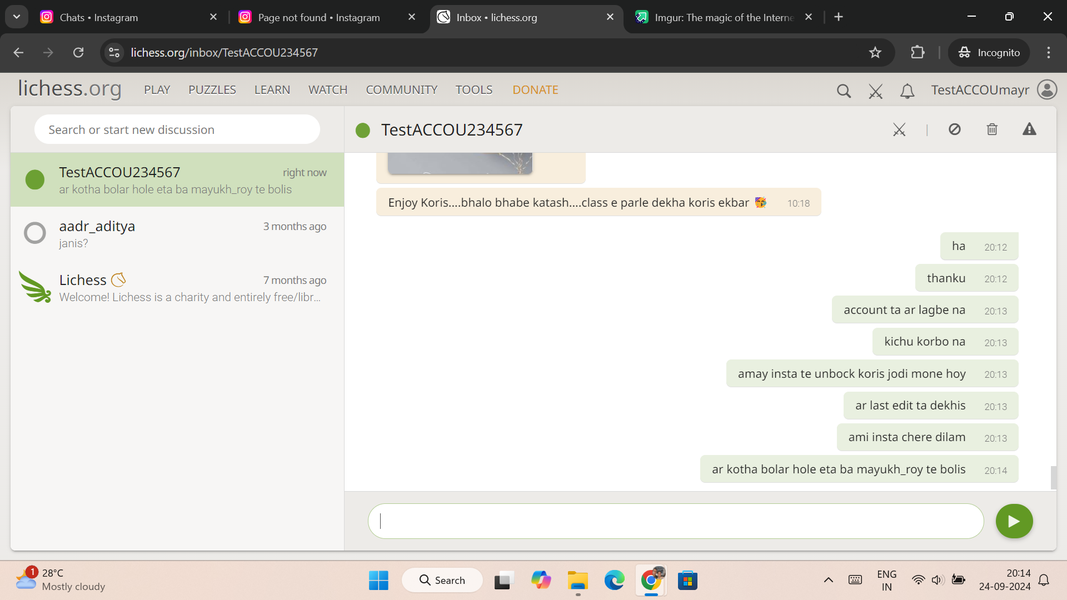 Chats • Instagram
Page not found • Instagram
Inbox • lichess.org
Imgur: The magic of the Interne
lichess.org/inbox/TestACCOU234567
Incognito
lichess.org
PLAY
PUZZLES
LEARN
WATCH
COMMUNITY
TOOLS
DONATE
TestACCOUmayr
Search or start new discussion
TestACCOU234567
right now
ar kotha bolar hole eta ba mayukh_roy te bolis
aadr_aditya
3 months ago
janis?
Lichess
7 months ago
Welcome! Lichess is a charity and entirely free/libr...
TestACCOU234567
Enjoy Koris....bhalo bhabe katash....class e parle dekha koris ekbar 10:18
ha 20:12
thanku 20:12
account ta ar lagbe na 20:13
kichu korbo na 20:13
amay insta te unbock koris jodi mone hoy 20:13
ar last edit ta dekhis 20:13
ami insta chere dilam 20:13
ar kotha bolar hole eta ba mayukh_roy te bolis 20:14
1
28°C
Mostly cloudy
Search
ENG
IN
20:14
24-09-2024